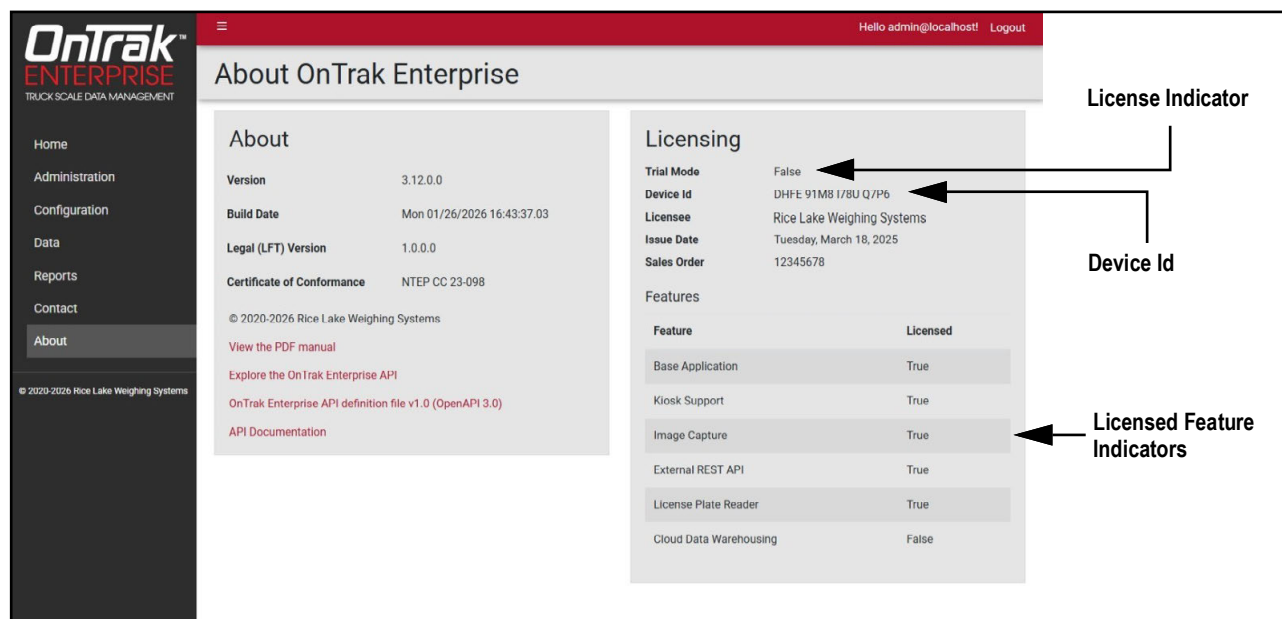 OnTrak™
ENTERPRISE
TRUCK SCALE DATA MANAGEMENT
Home
Administration
Configuration
Data
Reports
Contact
About
© 2020-2026 Rice Lake Weighing Systems
Hello admin@localhost! Logout
About OnTrak Enterprise
About
Version 3.12.0.0
Build Date Mon 01/26/2026 16:43:37.03
Legal (LFT) Version 1.0.0.0
Certificate of Conformance NTEP CC 23-098
© 2020-2026 Rice Lake Weighing Systems
View the PDF manual
Explore the OnTrak Enterprise API
OnTrak Enterprise API definition file v1.0 (OpenAPI 3.0)
API Documentation
Licensing
Trial Mode False
Device Id DHFE 91M8 I78U Q7P6
Licensee Rice Lake Weighing Systems
Issue Date Tuesday, March 18, 2025
Sales Order 12345678
Features
Feature Licensed
Base Application True
Kiosk Support True
Image Capture True
External REST API True
License Plate Reader True
Cloud Data Warehousing False
License Indicator
Device Id
Licensed Feature
Indicators